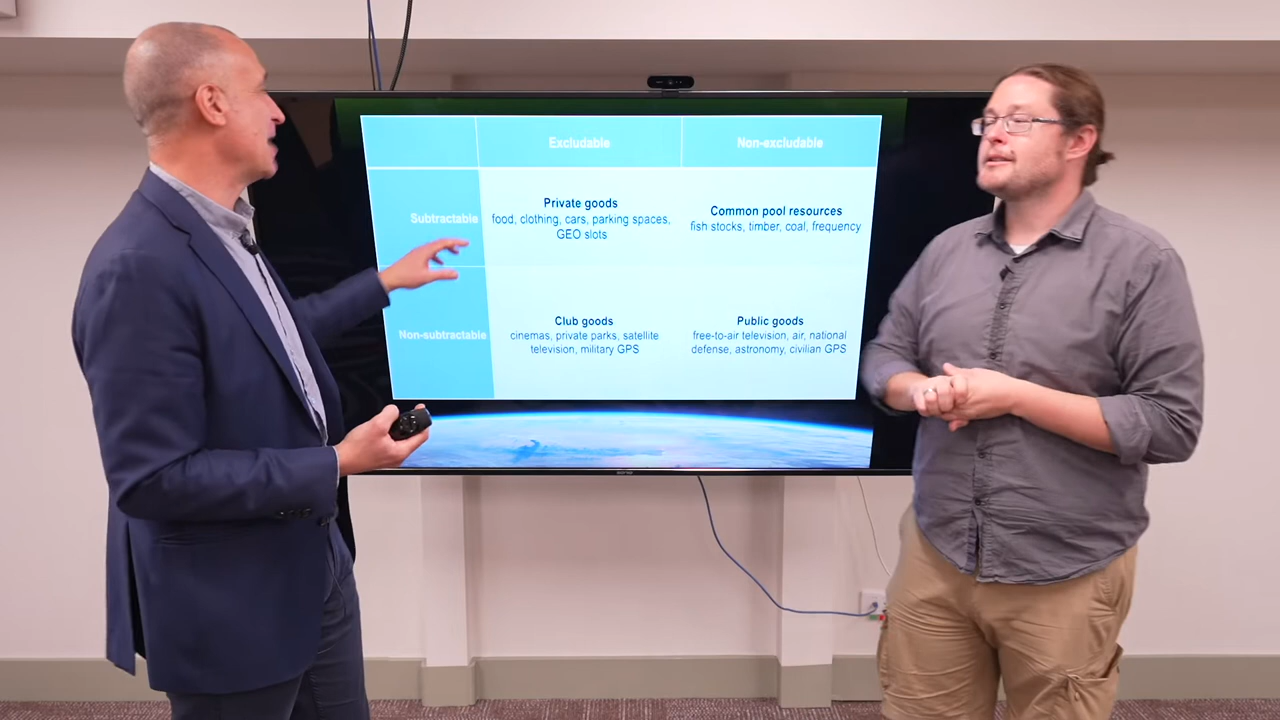 Excludable
Non-excludable
Subtractable
Private goods
food, clothing, cars, parking spaces,
GEO slots
Common pool resources
fish stocks, timber, coal, frequency
Non-subtractable
Club goods
cinemas, private parks, satellite
television, military GPS
Public goods
free-to-air television, air, national
defense, astronomy, civilian GPS